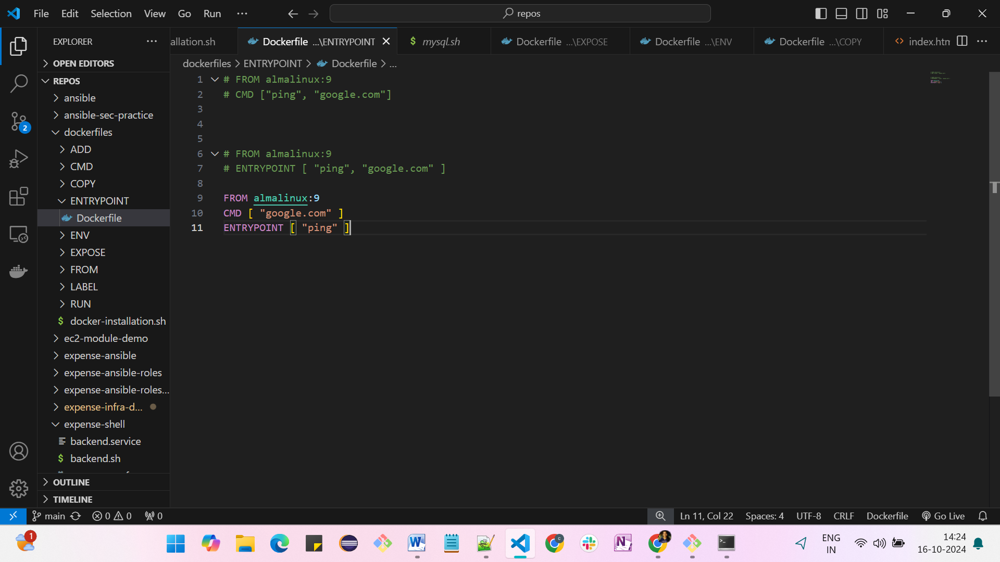 File Edit Selection View Go Run ... repos
EXPLORER ...
allation.sh Dockerfile ...\ENTRYPOINT mysql.sh Dockerfile ...\EXPOSE Dockerfile ...\ENV Dockerfile ...\COPY index.htm ...
dockerfiles > ENTRYPOINT > Dockerfile > ...
OPEN EDITORS
REPOS
ansible
ansible-sec-practice
dockerfiles
ADD
CMD
COPY
ENTRYPOINT
Dockerfile
ENV
EXPOSE
FROM
LABEL
RUN
$ docker-installation.sh
ec2-module-demo
expense-ansible
expense-ansible-roles
expense-ansible-roles...
expense-infra-d...
expense-shell
backend.service
$ backend.sh
OUTLINE
TIMELINE
2
1 # FROM almalinux:9
2 # CMD ["ping", "google.com"]
3
4
5
6 # FROM almalinux:9
7 # ENTRYPOINT [ "ping", "google.com" ]
8
9 FROM almalinux:9
10 CMD [ "google.com" ]
11 ENTRYPOINT [ "ping" ]
main 0 0 0 Ln 11, Col 22 Spaces: 4 UTF-8 CRLF Dockerfile Go Live
1
ENG
IN
14:24
16-10-2024